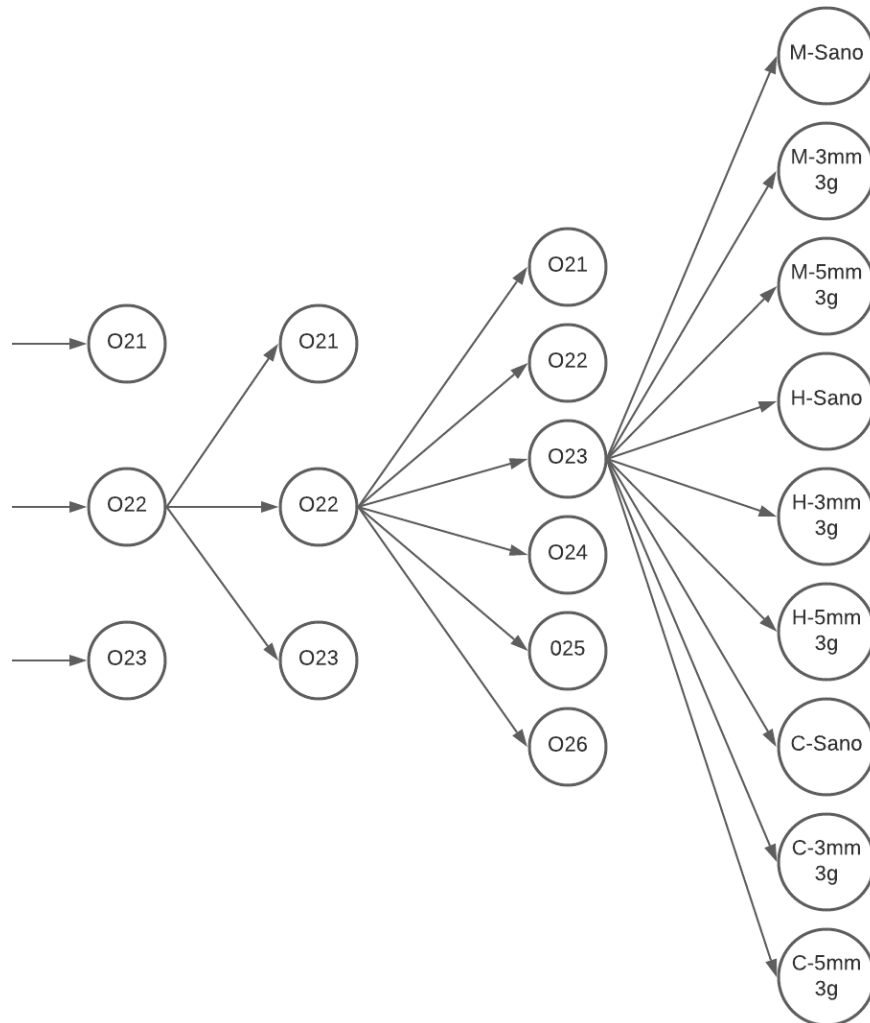 O21
O22
O23
O21
O22
O23
O21
O22
O23
O24
025
O26
M-Sano
M-3mm
3g
M-5mm
3g
H-Sano
H-3mm
3g
H-5mm
3g
C-Sano
C-3mm
3g
C-5mm
3g